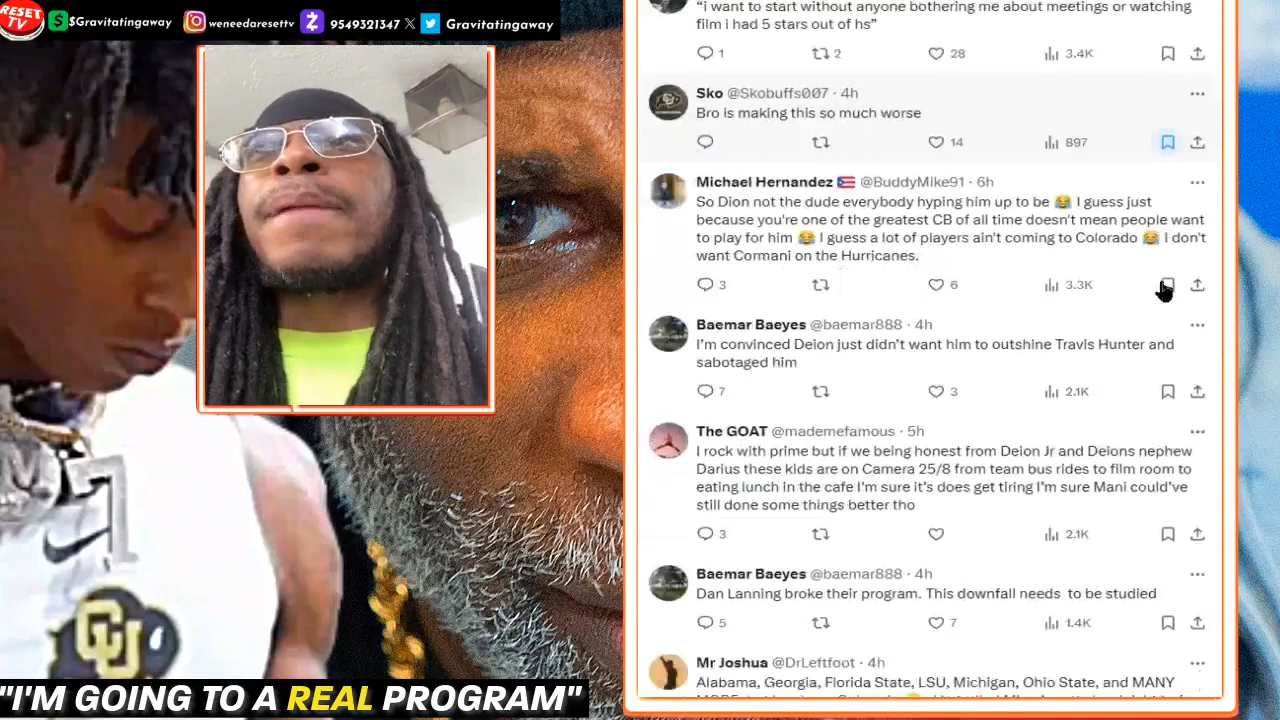 RESET
TV
$Gravitatingaway
weneedaresettv
9549321347
Gravitatingaway
"i want to start without anyone bothering me about meetings or watching
film i had 5 stars out of hs"
1
2
28
3.4K
Sko @Skobuffs007 · 4h
Bro is making this so much worse
14
897
Michael Hernandez 🇵🇷 @BuddyMike91 · 6h
So Dion not the dude everybody hyping him up to be 😂 I guess just
because you're one of the greatest CB of all time doesn't mean people want
to play for him 😂 I guess a lot of players ain't coming to Colorado 😂 I don't
want Cormani on the Hurricanes.
3
6
3.3K
Baemar Baeyes @baemar888 · 4h
I'm convinced Deion just didn't want him to outshine Travis Hunter and
sabotaged him
7
3
2.1K
The GOAT @mademefamous · 5h
I rock with prime but if we being honest from Deion Jr and Deions nephew
Darius these kids are on Camera 25/8 from team bus rides to film room to
eating lunch in the cafe I'm sure it's does get tiring I'm sure Mani could've
still done some things better tho
3
2.1K
Baemar Baeyes @baemar888 · 4h
Dan Lanning broke their program. This downfall needs to be studied
5
7
1.4K
Mr Joshua @DrLeftfoot · 4h
Alabama, Georgia, Florida State, LSU, Michigan, Ohio State, and MANY
CU
""I'M GOING TO A REAL PROGRAM"